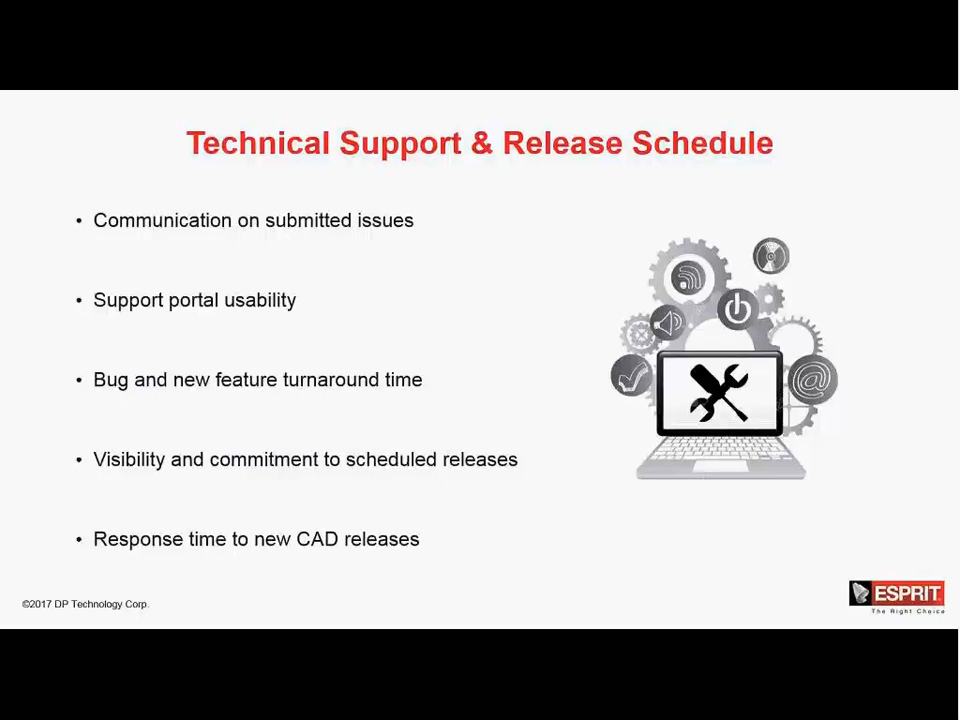 Technical Support & Release Schedule
• Communication on submitted issues
• Support portal usability
• Bug and new feature turnaround time
• Visibility and commitment to scheduled releases
• Response time to new CAD releases
@
©2017 DP Technology Corp.
ESPRIT
The Right Choice